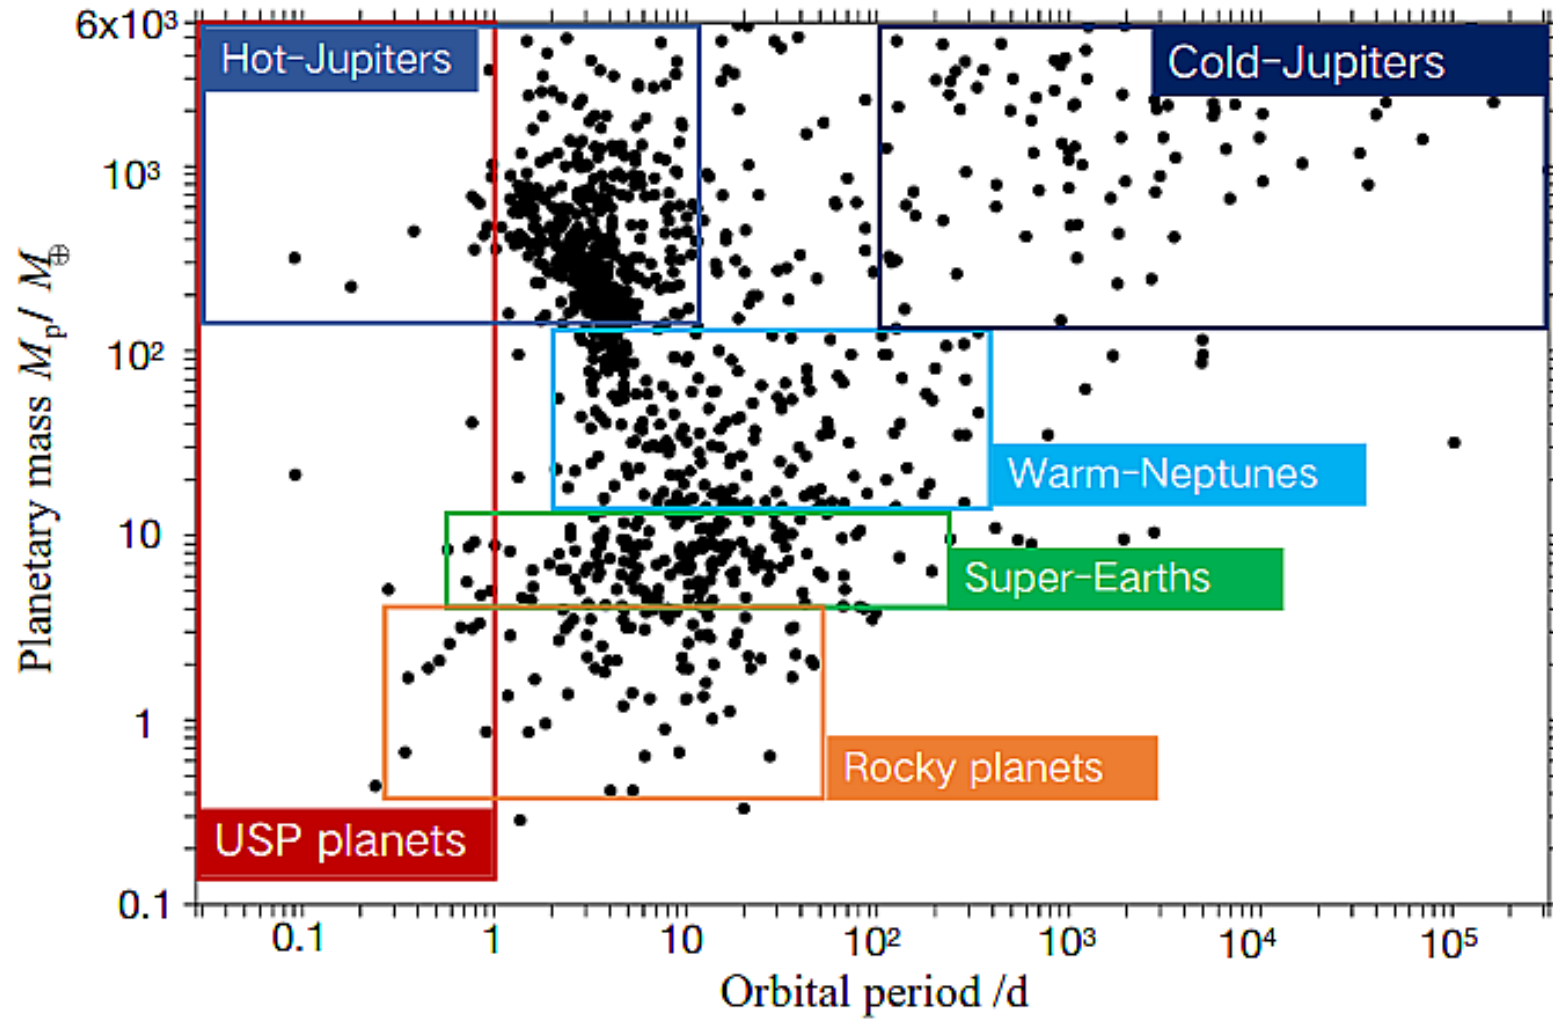 6x10³
Hot-Jupiters
Cold-Jupiters
10³
Planetary mass Mₚ/ M⊕
10²
Warm-Neptunes
10
Super-Earths
1
Rocky planets
USP planets
0.1
0.1 1 10 10² 10³ 10⁴ 10⁵
Orbital period /d